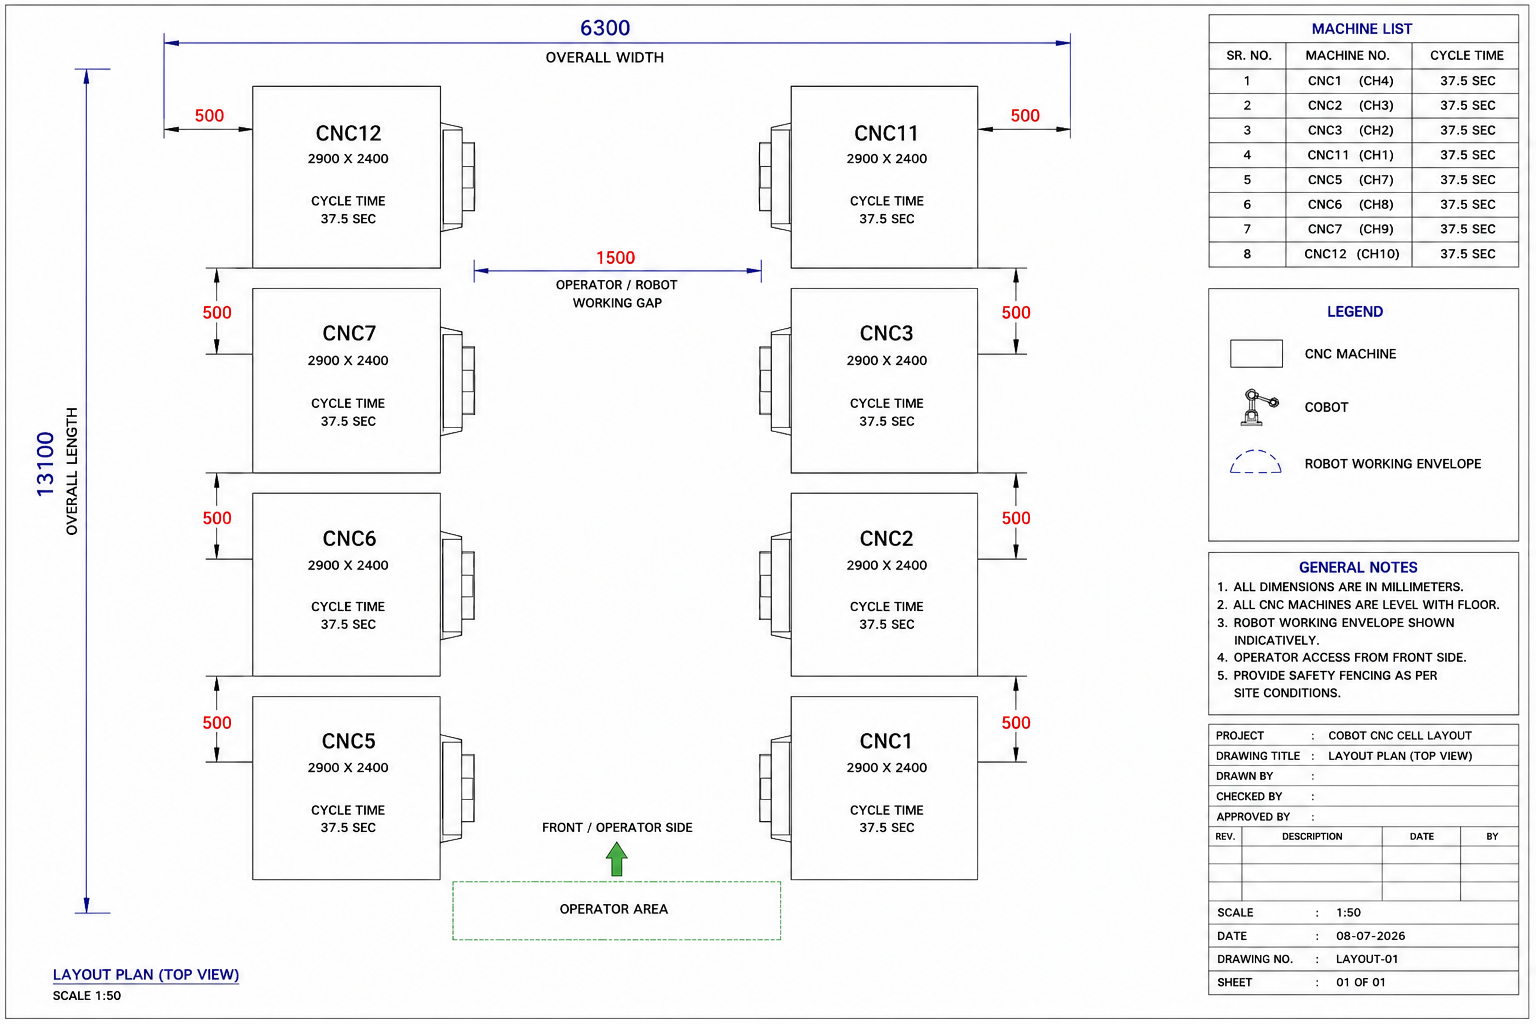 6300
OVERALL WIDTH
500
500
13100
OVERALL LENGTH
CNC12
2900 X 2400
CYCLE TIME
37.5 SEC
CNC11
2900 X 2400
CYCLE TIME
37.5 SEC
1500
OPERATOR / ROBOT
WORKING GAP
500
500
CNC7
2900 X 2400
CYCLE TIME
37.5 SEC
CNC3
2900 X 2400
CYCLE TIME
37.5 SEC
500
500
CNC6
2900 X 2400
CYCLE TIME
37.5 SEC
CNC2
2900 X 2400
CYCLE TIME
37.5 SEC
500
500
CNC5
2900 X 2400
CYCLE TIME
37.5 SEC
CNC1
2900 X 2400
CYCLE TIME
37.5 SEC
FRONT / OPERATOR SIDE
OPERATOR AREA
LAYOUT PLAN (TOP VIEW)
SCALE 1:50
MACHINE LIST
SR. NO. MACHINE NO. CYCLE TIME
1 CNC1 (CH4) 37.5 SEC
2 CNC2 (CH3) 37.5 SEC
3 CNC3 (CH2) 37.5 SEC
4 CNC11 (CH1) 37.5 SEC
5 CNC5 (CH7) 37.5 SEC
6 CNC6 (CH8) 37.5 SEC
7 CNC7 (CH9) 37.5 SEC
8 CNC12 (CH10) 37.5 SEC
LEGEND
CNC MACHINE
COBOT
ROBOT WORKING ENVELOPE
GENERAL NOTES
1. ALL DIMENSIONS ARE IN MILLIMETERS.
2. ALL CNC MACHINES ARE LEVEL WITH FLOOR.
3. ROBOT WORKING ENVELOPE SHOWN
INDICATIVELY.
4. OPERATOR ACCESS FROM FRONT SIDE.
5. PROVIDE SAFETY FENCING AS PER
SITE CONDITIONS.
PROJECT : COBOT CNC CELL LAYOUT
DRAWING TITLE : LAYOUT PLAN (TOP VIEW)
DRAWN BY :
CHECKED BY :
APPROVED BY :
REV. DESCRIPTION DATE BY
SCALE : 1:50
DATE : 08-07-2026
DRAWING NO. : LAYOUT-01
SHEET : 01 OF 01